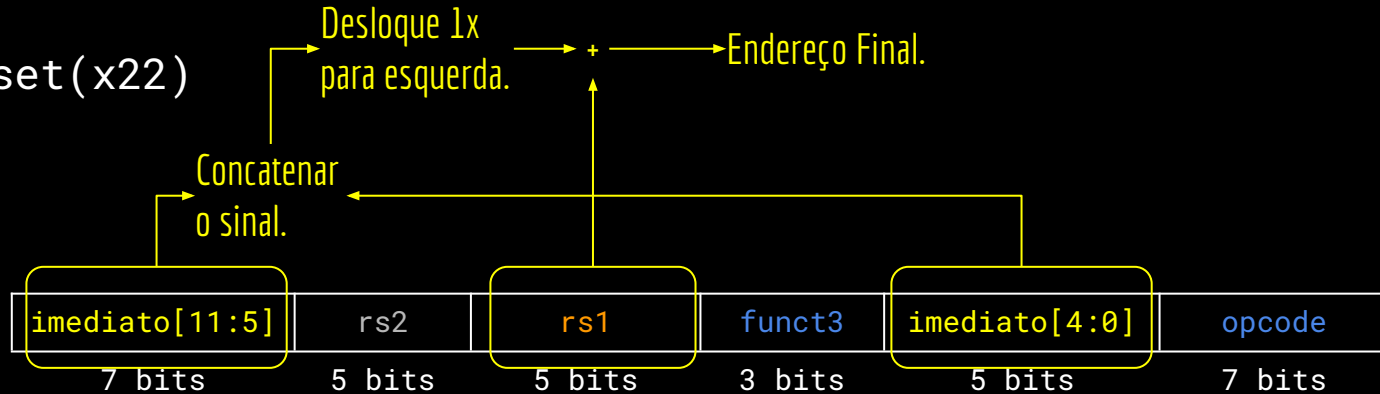 Desloque 1x
para esquerda.
+
Endereço Final.
set(x22)
Concatenar
o sinal.
imediato[11:5] rs2 rs1 funct3 imediato[4:0] opcode
7 bits 5 bits 5 bits 3 bits 5 bits 7 bits